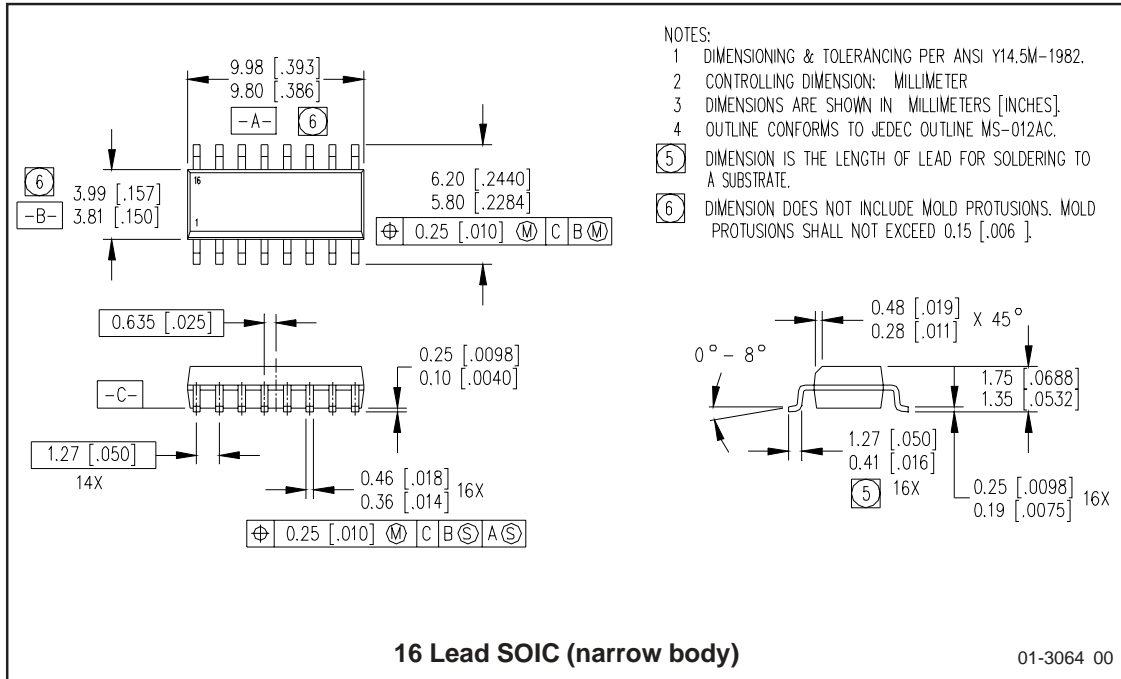 9.98 [.393]
9.80 [.386]
-A- 6
16
1
6
3.99 [.157]
-B- 3.81 [.150]
6.20 [.2440]
5.80 [.2284]
⌖ 0.25 [.010] Ⓜ C B Ⓜ
NOTES:
1 DIMENSIONING & TOLERANCING PER ANSI Y14.5M-1982.
2 CONTROLLING DIMENSION: MILLIMETER
3 DIMENSIONS ARE SHOWN IN MILLIMETERS [INCHES].
4 OUTLINE CONFORMS TO JEDEC OUTLINE MS-012AC.
5 DIMENSION IS THE LENGTH OF LEAD FOR SOLDERING TO
A SUBSTRATE.
6 DIMENSION DOES NOT INCLUDE MOLD PROTUSIONS. MOLD
PROTUSIONS SHALL NOT EXCEED 0.15 [.006 ].
0.635 [.025]
0.25 [.0098]
0.10 [.0040]
-C-
1.27 [.050]
14X
0.46 [.018]
0.36 [.014] 16X
⌖ 0.25 [.010] Ⓜ C B Ⓢ A Ⓢ
0.48 [.019]
0.28 [.011] X 45°
0° - 8°
1.75 [.0688]
1.35 [.0532]
1.27 [.050]
0.41 [.016]
5 16X
0.25 [.0098]
0.19 [.0075] 16X
16 Lead SOIC (narrow body)
01-3064 00